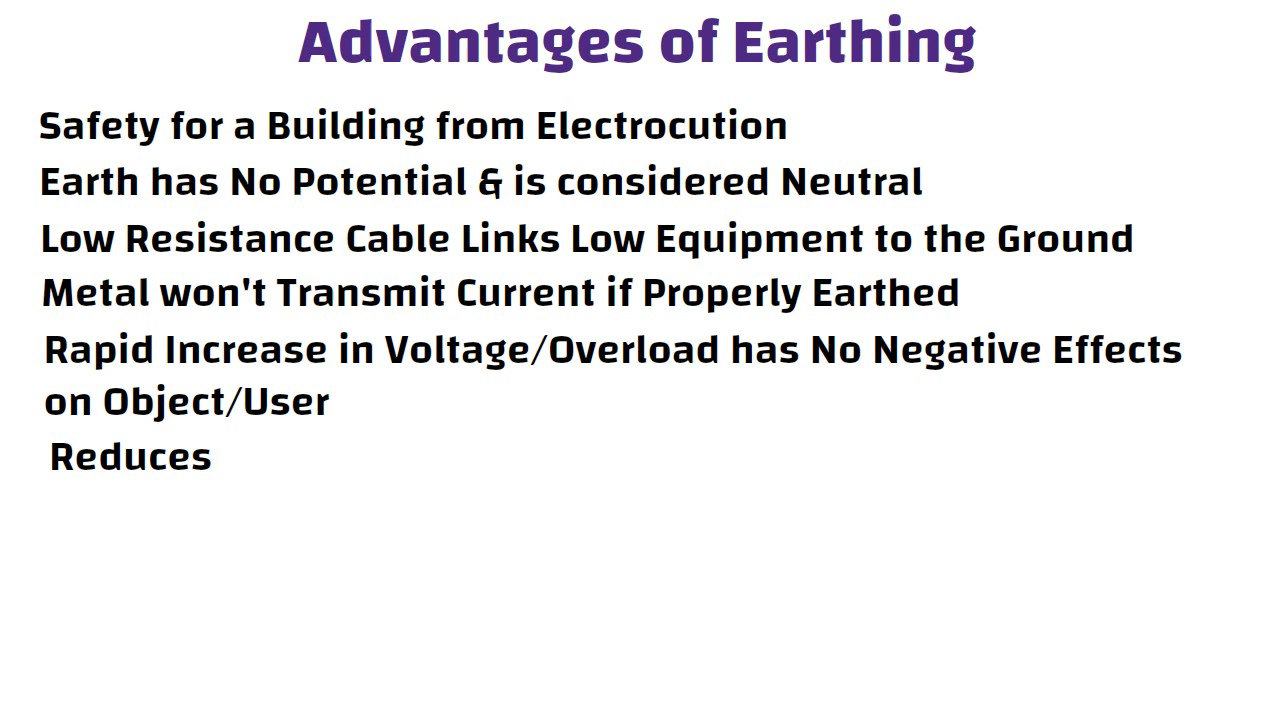 Advantages of Earthing
Safety for a Building from Electrocution
Earth has No Potential & is considered Neutral
Low Resistance Cable Links Low Equipment to the Ground
Metal won't Transmit Current if Properly Earthed
Rapid Increase in Voltage/Overload has No Negative Effects
on Object/User
Reduces